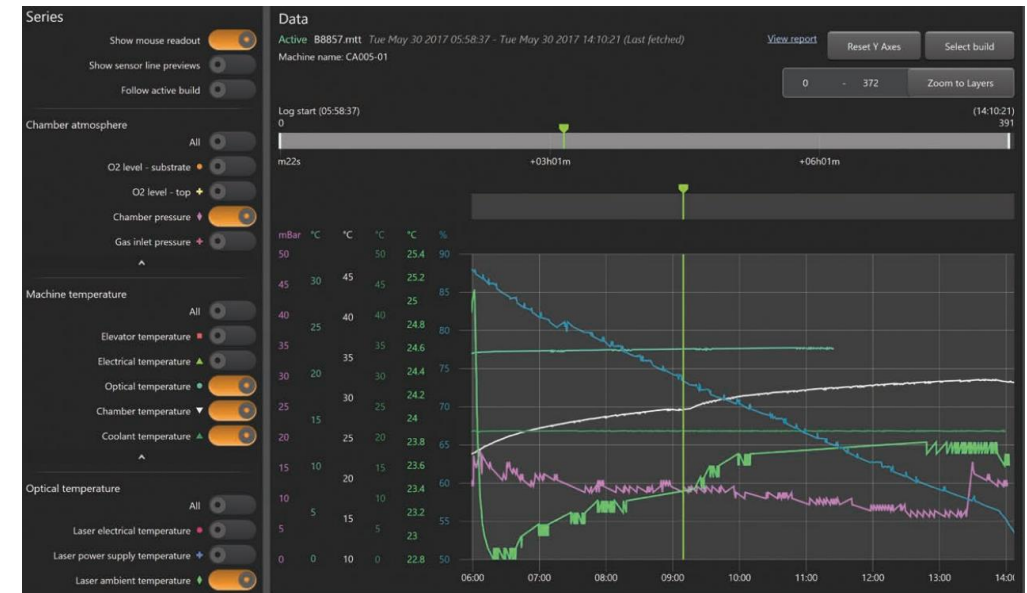 Series
Show mouse readout
Show sensor line previews
Follow active build
Chamber atmosphere
All
O2 level - substrate
O2 level - top
Chamber pressure
Gas inlet pressure
Machine temperature
All
Elevator temperature
Electrical temperature
Optical temperature
Chamber temperature
Coolant temperature
Optical temperature
All
Laser electrical temperature
Laser power supply temperature
Laser ambient temperature
Data
Active B8857.mtt Tue May 30 2017 05:58:37 - Tue May 30 2017 14:10:21 (Last fetched)
Machine name: CA005-01
View report
Reset Y Axes
Select build
0 - 372
Zoom to Layers
Log start (05:58:37)
(14:10:21)
0
391
m22s
+03h01m
+06h01m
mBar
50
45
40
35
30
25
20
15
10
5
0
°C
30
25
20
15
10
5
0
°C
45
40
35
30
25
20
15
10
°C
50
45
40
35
30
25
20
15
10
5
0
°C
25.4
25.2
25
24.8
24.6
24.4
24.2
24
23.8
23.6
23.4
23.2
23
22.8
%
90
85
80
75
70
65
60
55
50
06:00
07:00
08:00
09:00
10:00
11:00
12:00
13:00
14:0